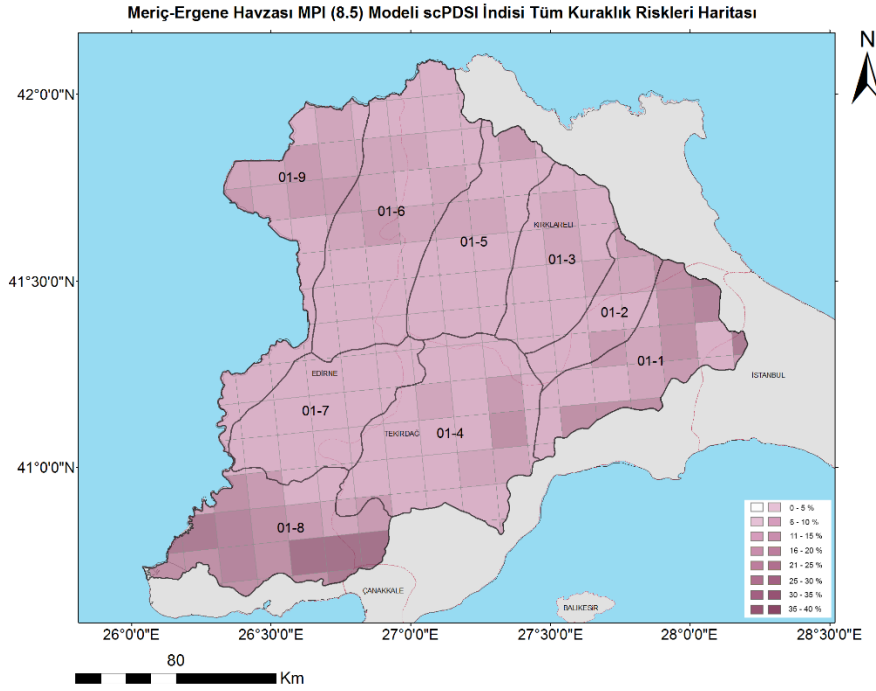 Meriç-Ergene Havzası MPI (8.5) Modeli scPDSI İndisi Tüm Kuraklık Riskleri Haritası
N
42°0'0"N
01-9
01-6
01-5
KIRKLARELİ
01-3
41°30'0"N
01-2
01-1
EDİRNE
İSTANBUL
01-7
TEKİRDAĞ
01-4
41°0'0"N
01-8
ÇANAKKALE
BALIKESİR
0 - 5 %
6 - 10 %
11 - 15 %
16 - 20 %
21 - 25 %
25 - 30 %
30 - 35 %
35 - 40 %
26°0'0"E
26°30'0"E
27°0'0"E
27°30'0"E
28°0'0"E
28°30'0"E
80
Km